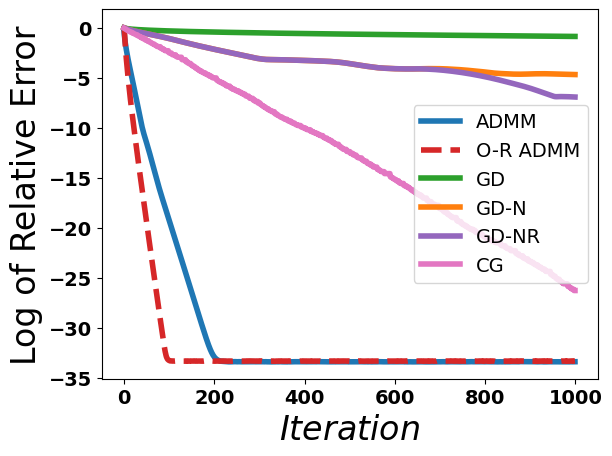 Log of Relative Error
0
−5
−10
−15
−20
−25
−30
−35
0 200 400 600 800 1000
Iteration
ADMM
O-R ADMM
GD
GD-N
GD-NR
CG